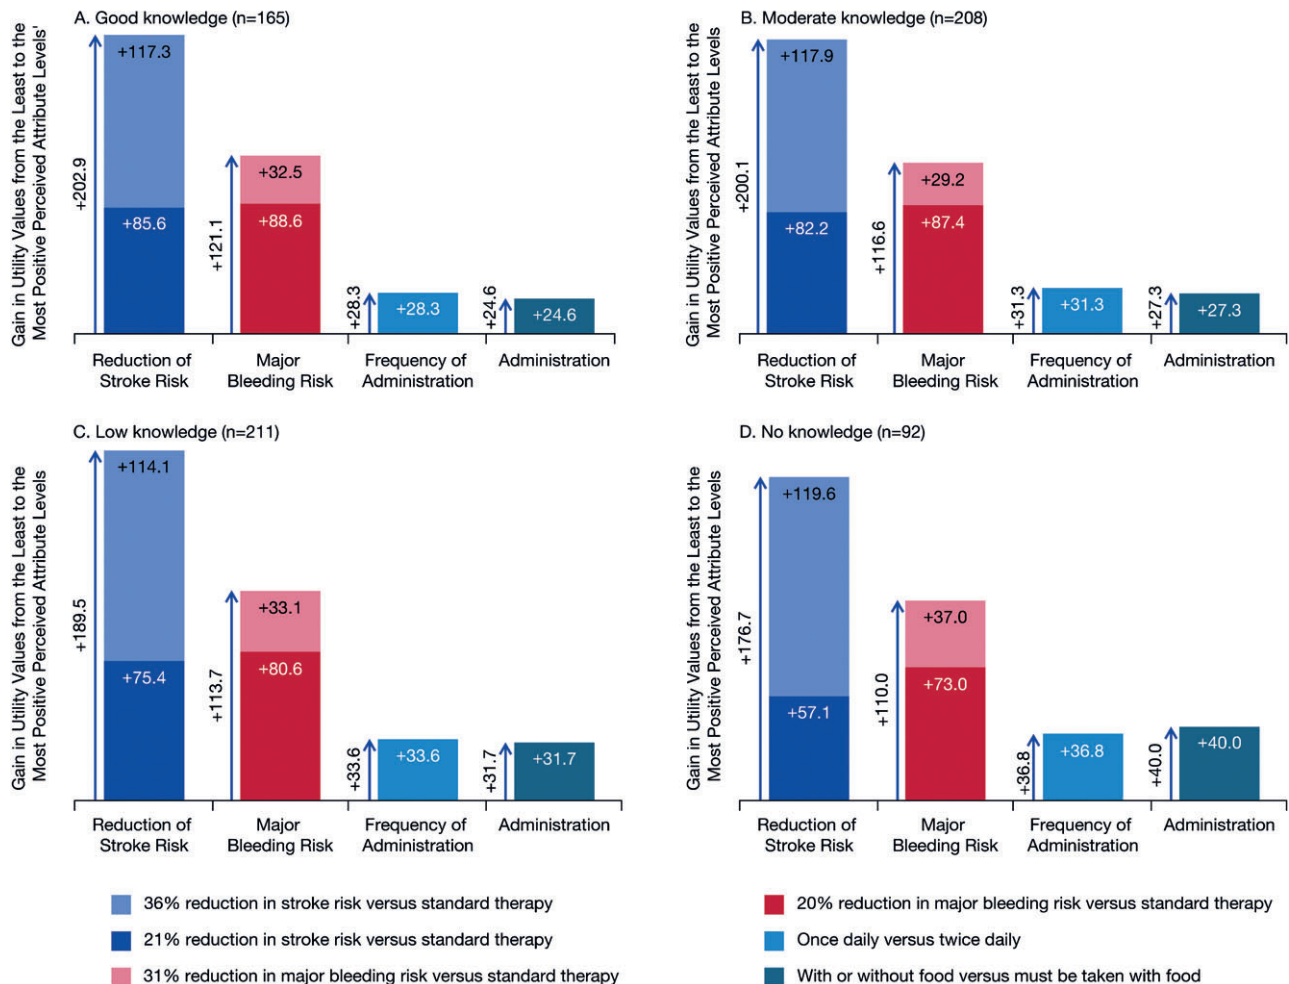 A. Good knowledge (n=165)
Gain in Utility Values from the Least to the
Most Positive Perceived Attribute Levels'
+202.9
+117.3
+85.6
+121.1
+32.5
+88.6
+28.3
+28.3
+24.6
+24.6
Reduction of
Stroke Risk
Major
Bleeding Risk
Frequency of
Administration
Administration
B. Moderate knowledge (n=208)
Gain in Utility Values from the Least to the
Most Positive Perceived Attribute Levels
+200.1
+117.9
+82.2
+116.6
+29.2
+87.4
+31.3
+31.3
+27.3
+27.3
Reduction of
Stroke Risk
Major
Bleeding Risk
Frequency of
Administration
Administration
C. Low knowledge (n=211)
Gain in Utility Values from the Least to the
Most Positive Perceived Attribute Levels
+189.5
+114.1
+75.4
+113.7
+33.1
+80.6
+33.6
+33.6
+31.7
+31.7
Reduction of
Stroke Risk
Major
Bleeding Risk
Frequency of
Administration
Administration
D. No knowledge (n=92)
Gain in Utility Values from the Least to the
Most Positive Perceived Attribute Levels
+176.7
+119.6
+57.1
+110.0
+37.0
+73.0
+36.8
+36.8
+40.0
+40.0
Reduction of
Stroke Risk
Major
Bleeding Risk
Frequency of
Administration
Administration
36% reduction in stroke risk versus standard therapy
21% reduction in stroke risk versus standard therapy
31% reduction in major bleeding risk versus standard therapy
20% reduction in major bleeding risk versus standard therapy
Once daily versus twice daily
With or without food versus must be taken with food